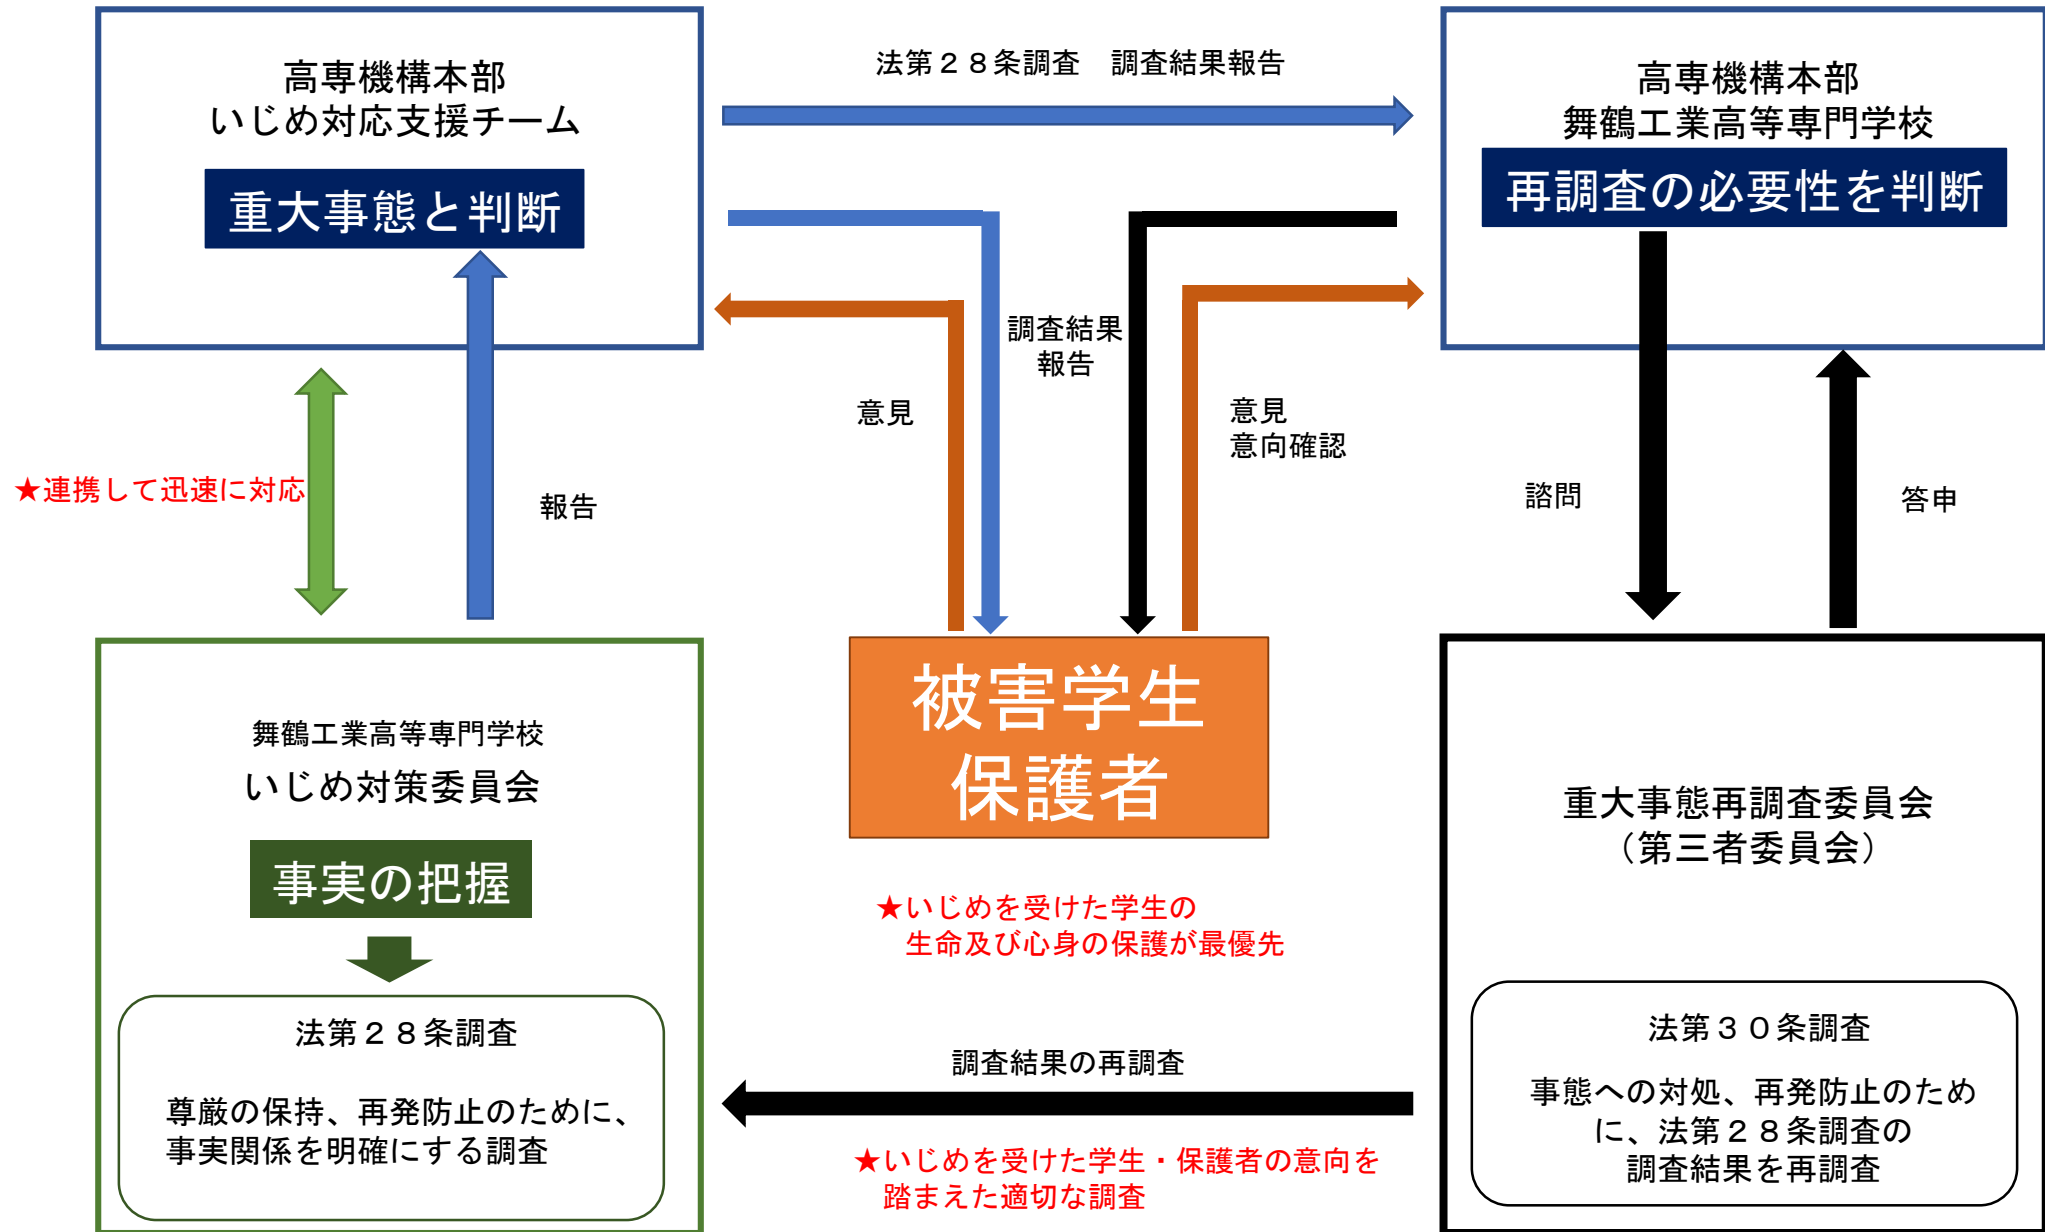 高専機構本部
いじめ対応支援チーム
重大事態と判断
法第２８条調査　調査結果報告
高専機構本部
舞鶴工業高等専門学校
再調査の必要性を判断
調査結果
報告
意見
意見
意向確認
★連携して迅速に対応
報告
諮問
答申
舞鶴工業高等専門学校
いじめ対策委員会
事実の把握
法第２８条調査
尊厳の保持、再発防止のために、
事実関係を明確にする調査
被害学生
保護者
★いじめを受けた学生の
生命及び心身の保護が最優先
調査結果の再調査
★いじめを受けた学生・保護者の意向を
踏まえた適切な調査
重大事態再調査委員会
（第三者委員会）
法第３０条調査
事態への対処、再発防止のため
に、法第２８条調査の
調査結果を再調査